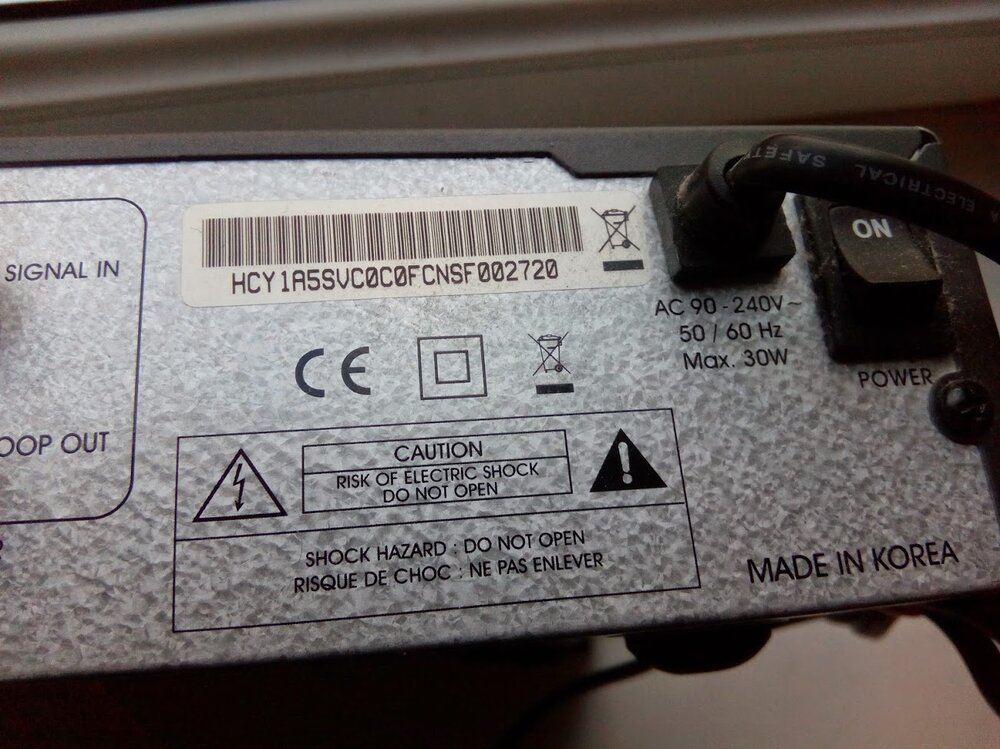 SIGNAL IN
OOP OUT
HCY1A5SVC0C0FCNSF002720
CE
CAUTION
RISK OF ELECTRIC SHOCK
DO NOT OPEN
SHOCK HAZARD : DO NOT OPEN
RISQUE DE CHOC : NE PAS ENLEVER
AC 90 - 240V~
50 / 60 Hz
Max. 30W
ELECTRICAL SAFET
ON
POWER
MADE IN KOREA